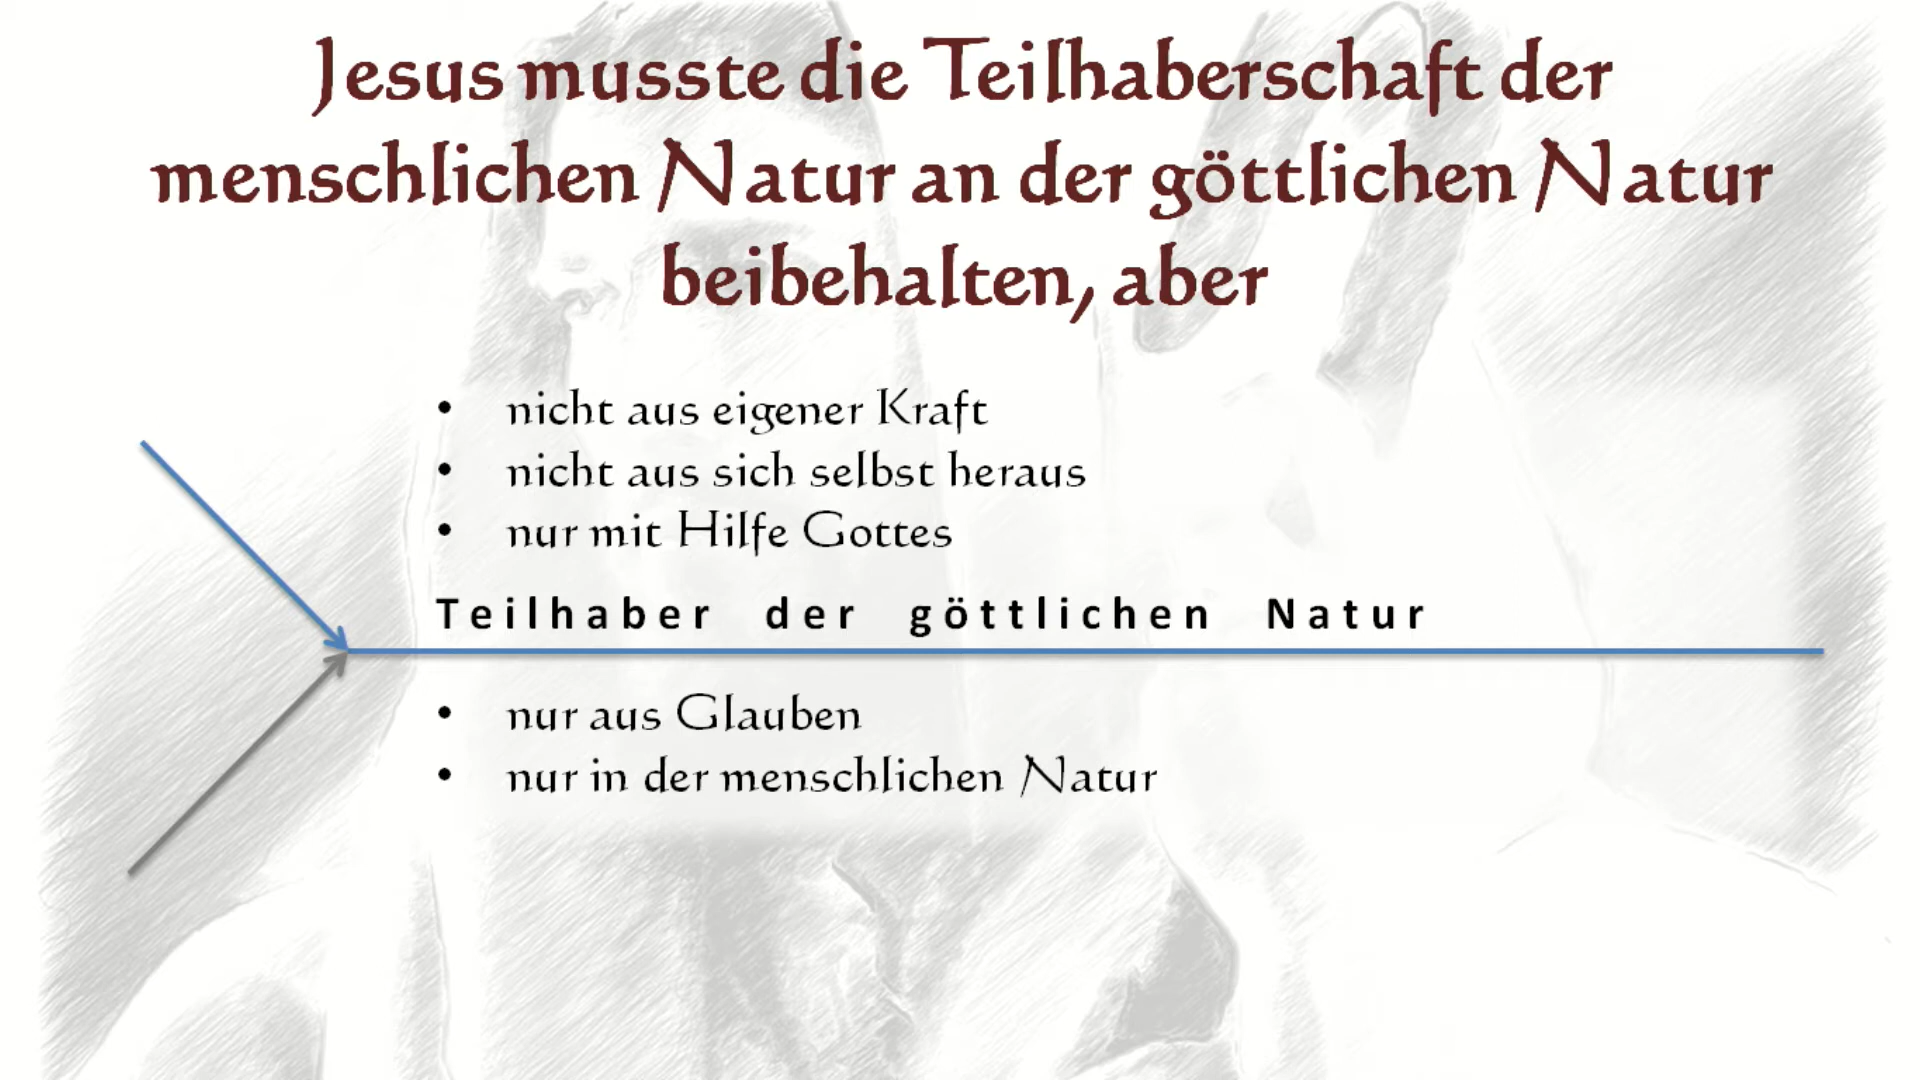 Jesus musste die Teilhaberschaft der
menschlichen Natur an der göttlichen Natur
beibehalten, aber
• nicht aus eigener Kraft
• nicht aus sich selbst heraus
• nur mit Hilfe Gottes
Teilhaber der göttlichen Natur
• nur aus Glauben
• nur in der menschlichen Natur